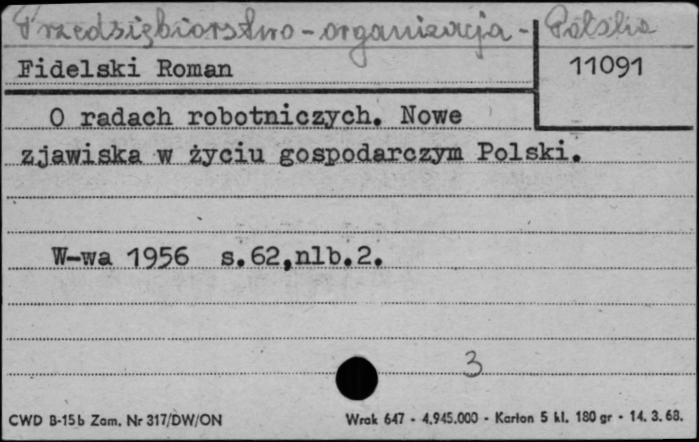 Przedsiębiorstwo - organizacja - Polska
Fidelski Roman
11091
O radach robotniczych. Nowe
zjawiska w życiu gospodarczym Polski.
W-wa 1956 s.62,nlb.2.
3
CWD B-15b Zam. Nr 317/DW/ON
Wrak 647 - 4.945.000 - Karton 5 kl. 180 gr - 14. 3. 68.